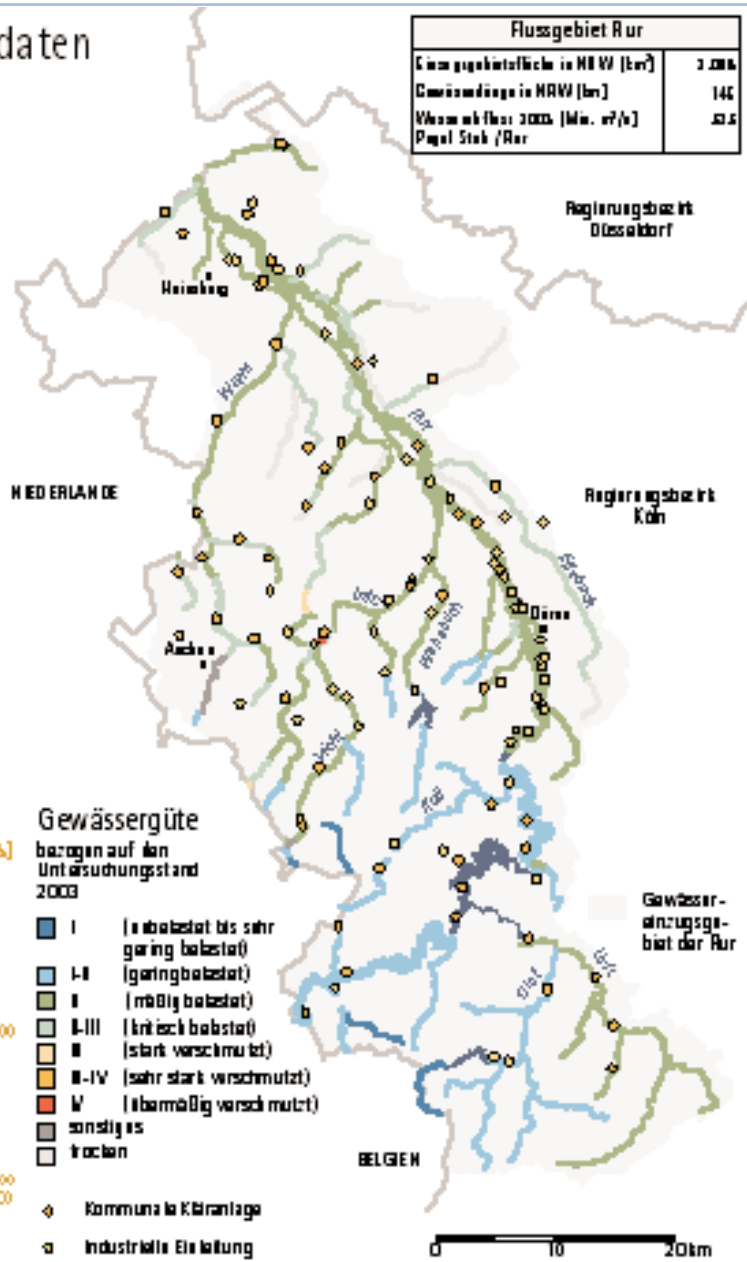 daten
Flussgebiet Rur
Einzugsgebietsfläche in NRW [km²]
Gewässerlänge in NRW [km] 146
Wasserabfluss 2003 [Mio. m³/a]
Pegel Stah / Rur
Regierungsbezirk
Düsseldorf
Heinsberg
Wurm
Rur
NIEDERLANDE
Regierungsbezirk
Köln
Ellebach
Inde
Wehebach
Düren
Aachen
Vicht
Kall
Gewässergüte
bezogen auf den
Untersuchungsstand
2003
I (unbelastet bis sehr
gering belastet)
I-II (gering belastet)
II (mäßig belastet)
II-III (kritisch belastet)
III (stark verschmutzt)
III-IV (sehr stark verschmutzt)
IV (übermäßig verschmutzt)
sonstiges
trocken
Kommunale Kläranlage
Industrielle Einleitung
Gewässer-
einzugsge-
biet der Rur
Olef
Urft
BELGIEN
0 10 20km